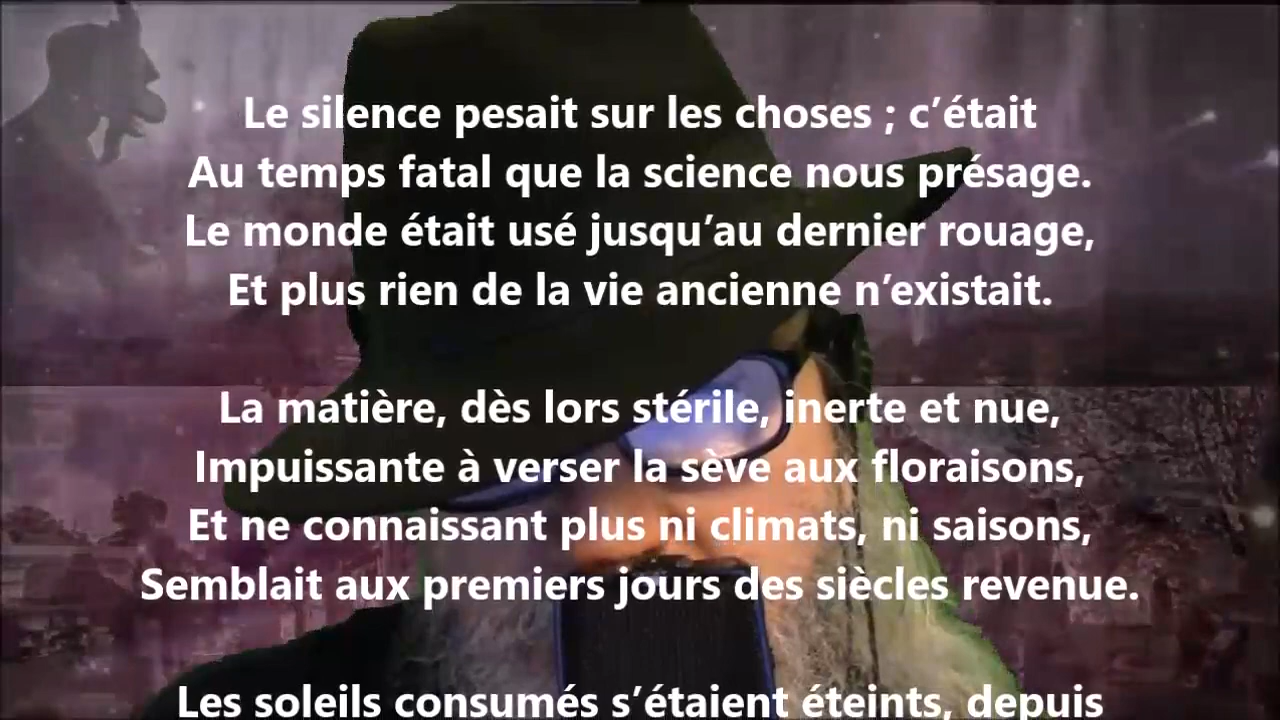 Le silence pesait sur les choses ; c’était
Au temps fatal que la science nous présage.
Le monde était usé jusqu’au dernier rouage,
Et plus rien de la vie ancienne n’existait.
La matière, dès lors stérile, inerte et nue,
Impuissante à verser la sève aux floraisons,
Et ne connaissant plus ni climats, ni saisons,
Semblait aux premiers jours des siècles revenue.
Les soleils consumés s’étaient éteints, depuis